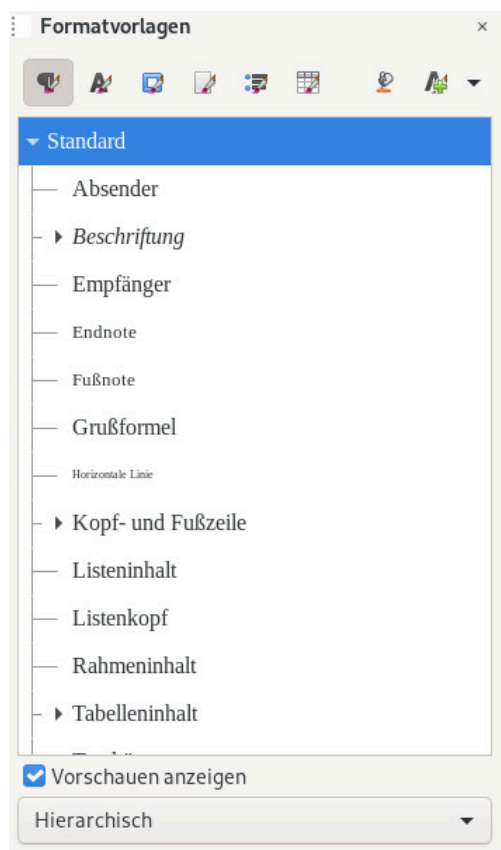 Formatvorlagen
Standard
Absender
Beschriftung
Empfänger
Endnote
Fußnote
Grußformel
Horizontale Linie
Kopf- und Fußzeile
Listeninhalt
Listenkopf
Rahmeninhalt
Tabelleninhalt
Vorschauen anzeigen
Hierarchisch